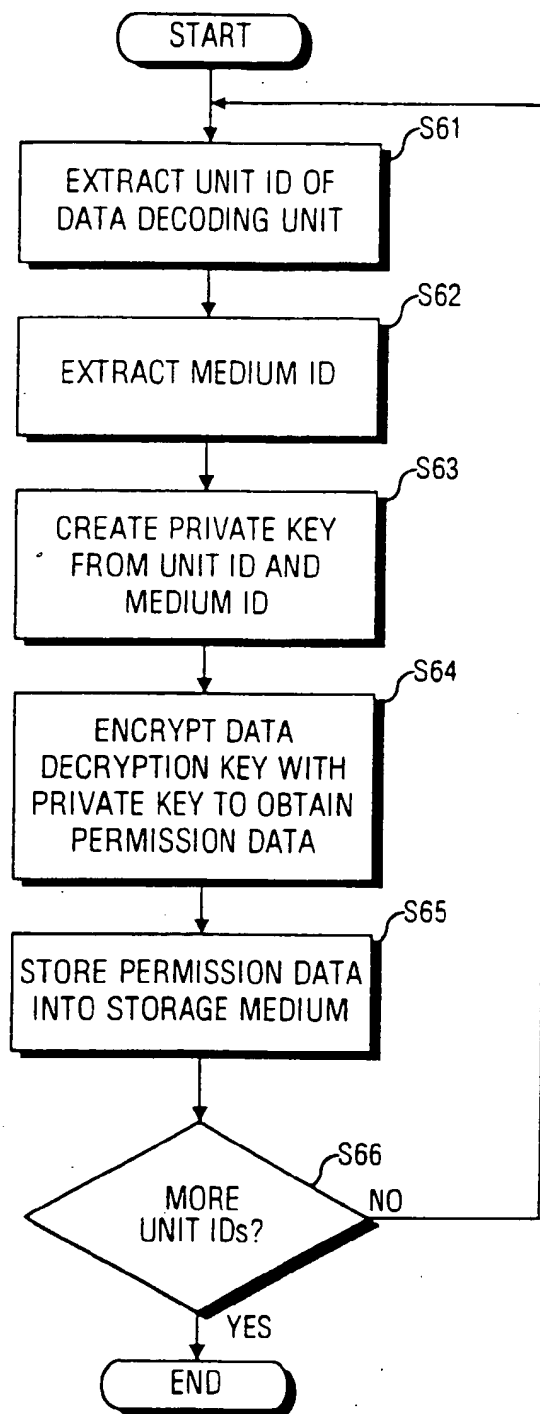 START
S61
EXTRACT UNIT ID OF
DATA DECODING UNIT
S62
EXTRACT MEDIUM ID
S63
CREATE PRIVATE KEY
FROM UNIT ID AND
MEDIUM ID
S64
ENCRYPT DATA
DECRYPTION KEY WITH
PRIVATE KEY TO OBTAIN
PERMISSION DATA
S65
STORE PERMISSION DATA
INTO STORAGE MEDIUM
S66
MORE
UNIT IDs?
NO
YES
END